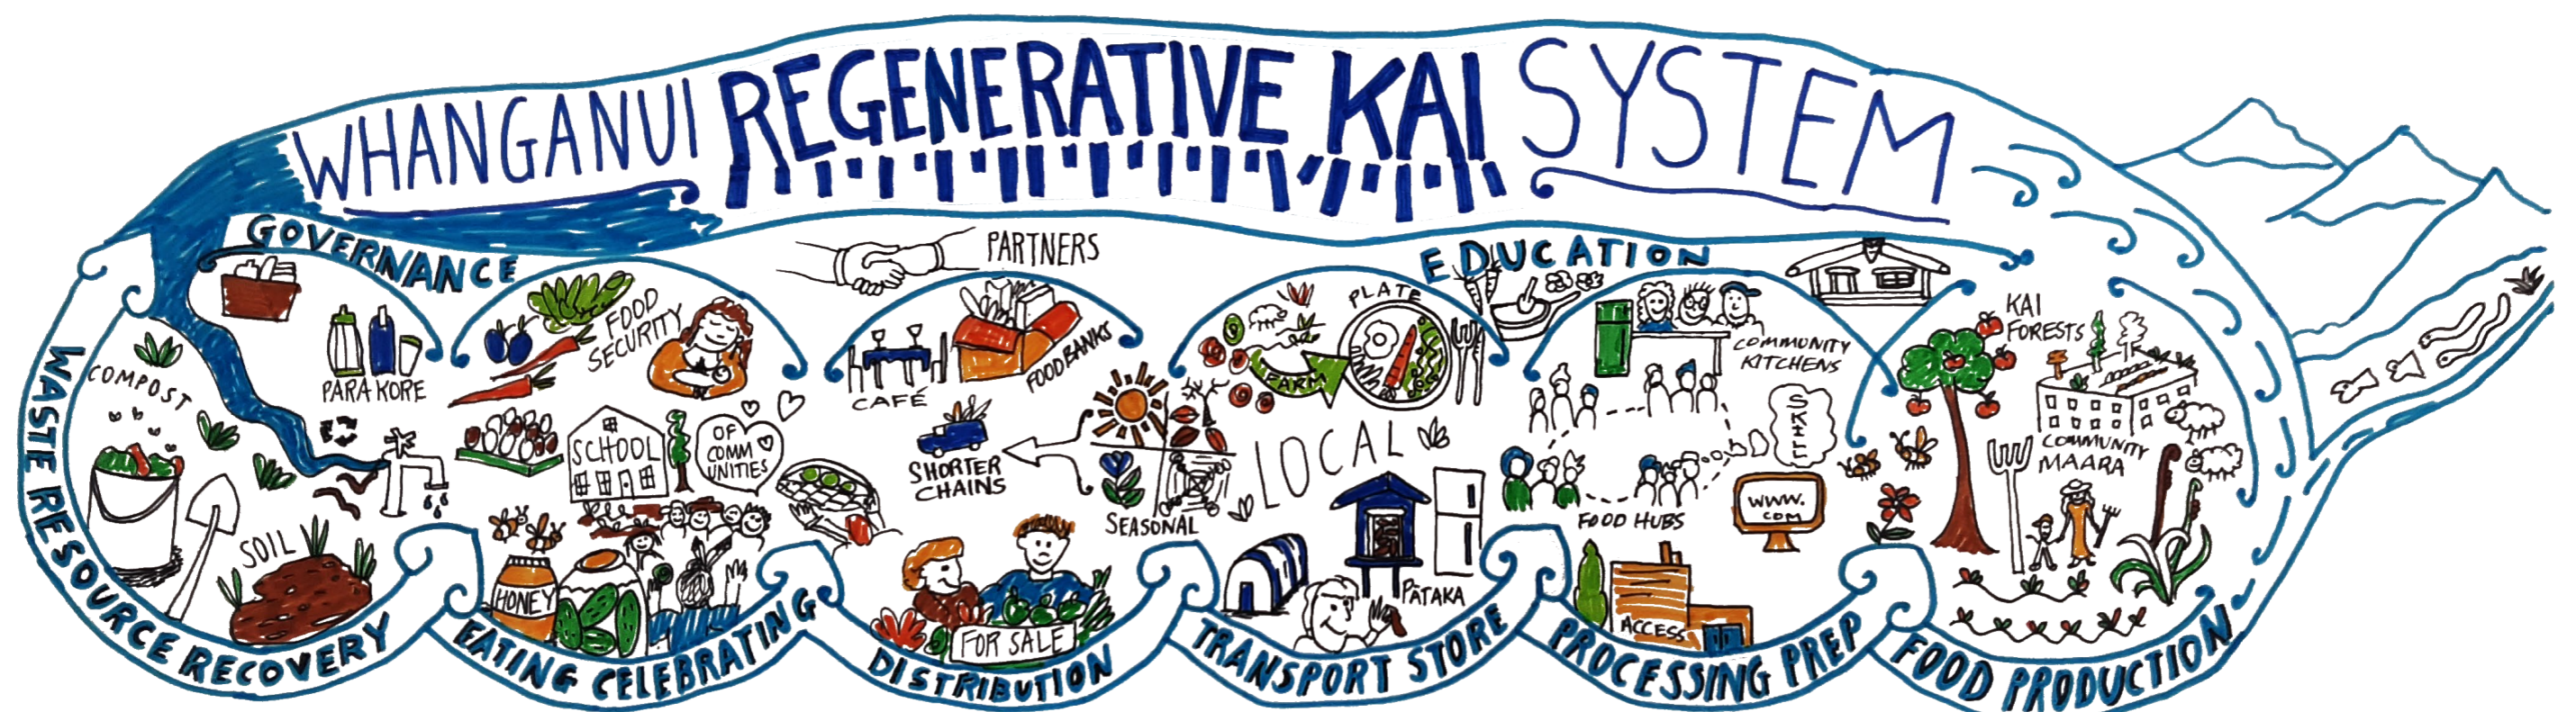 WHANGANUI REGENERATIVE KAI SYSTEM
GOVERNANCE
PARTNERS
EDUCATION
WASTE RESOURCE RECOVERY
COMPOST
PARA KORE
SOIL
EATING CELEBRATING
FOOD
SECURITY
SCHOOL
OF
COMM
UNITIES
HONEY
DISTRIBUTION
CAFÉ
FOODBANKS
SHORTER
CHAINS
SEASONAL
FOR SALE
TRANSPORT STORE
FARM
PLATE
LOCAL
PĀTAKA
PROCESSING PREP
COMMUNITY
KITCHENS
SKILL
FOOD HUBS
WWW.
COM
ACCESS
FOOD PRODUCTION
KAI
FORESTS
COMMUNITY
MAARA